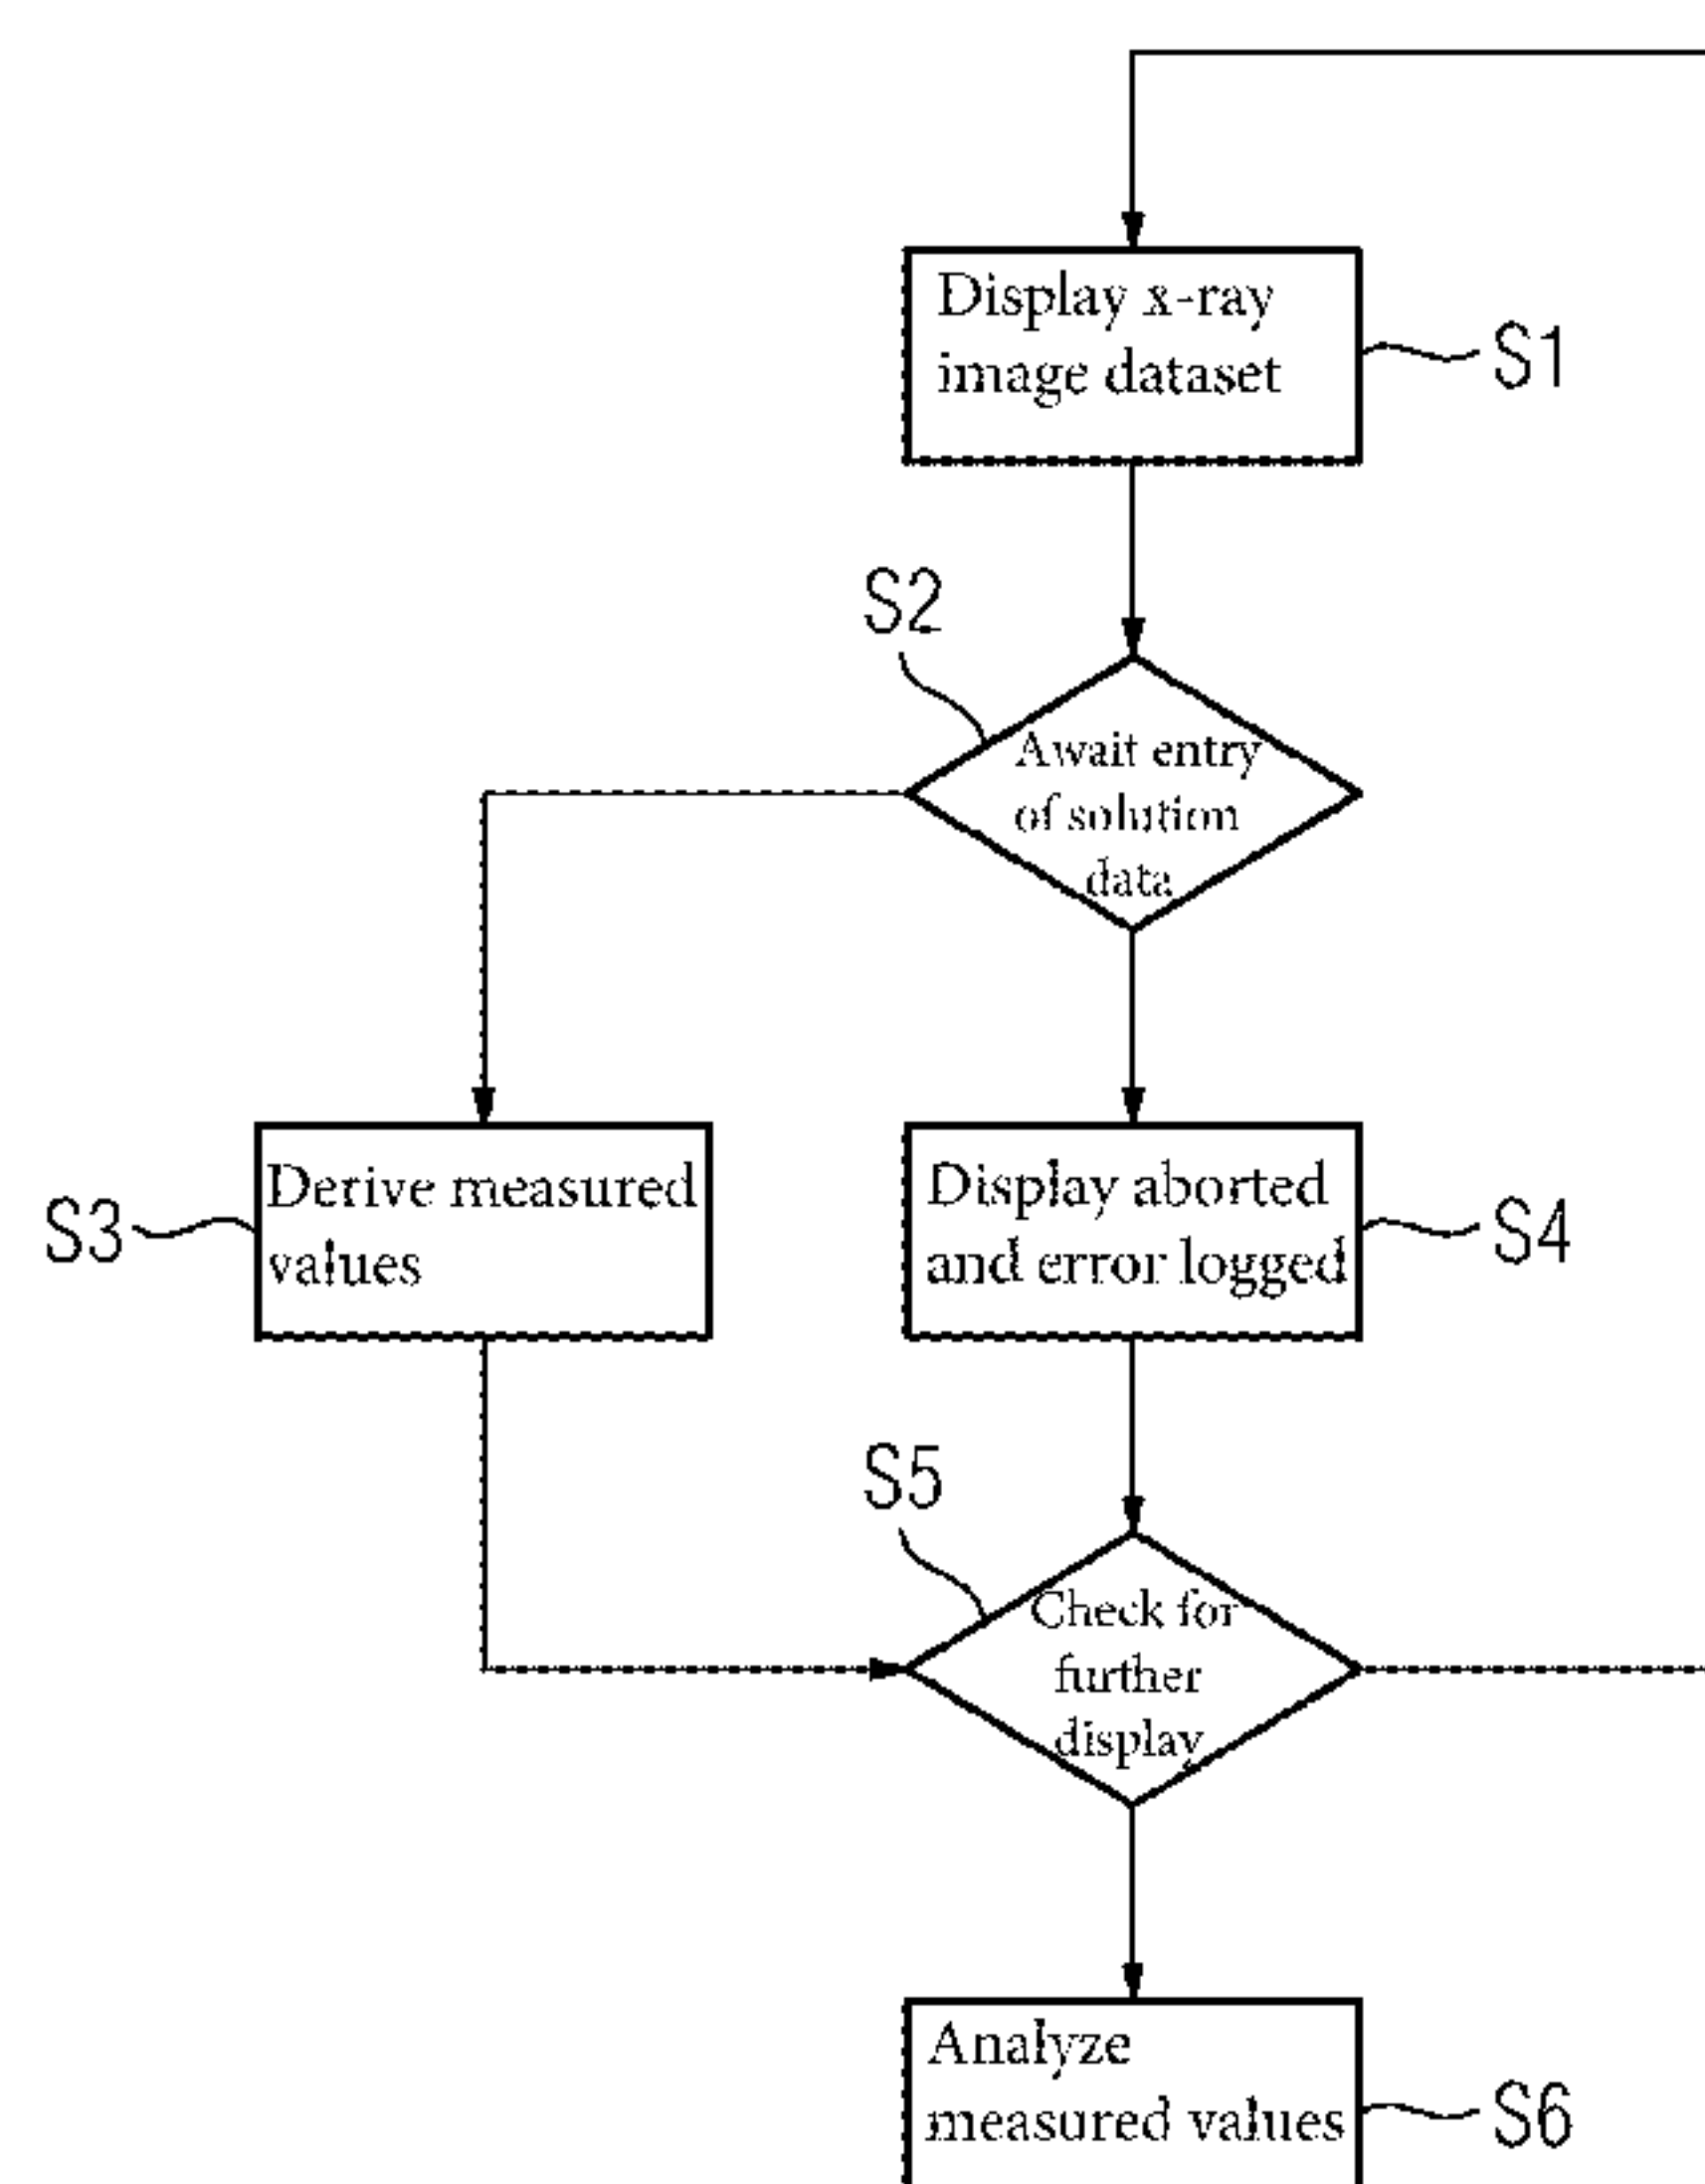 Display x-ray
image dataset
S1
S2
Await entry
of solution
data
S3
Derive measured
values
Display aborted
and error logged
S4
S5
Check for
further
display
Analyze
measured values
S6